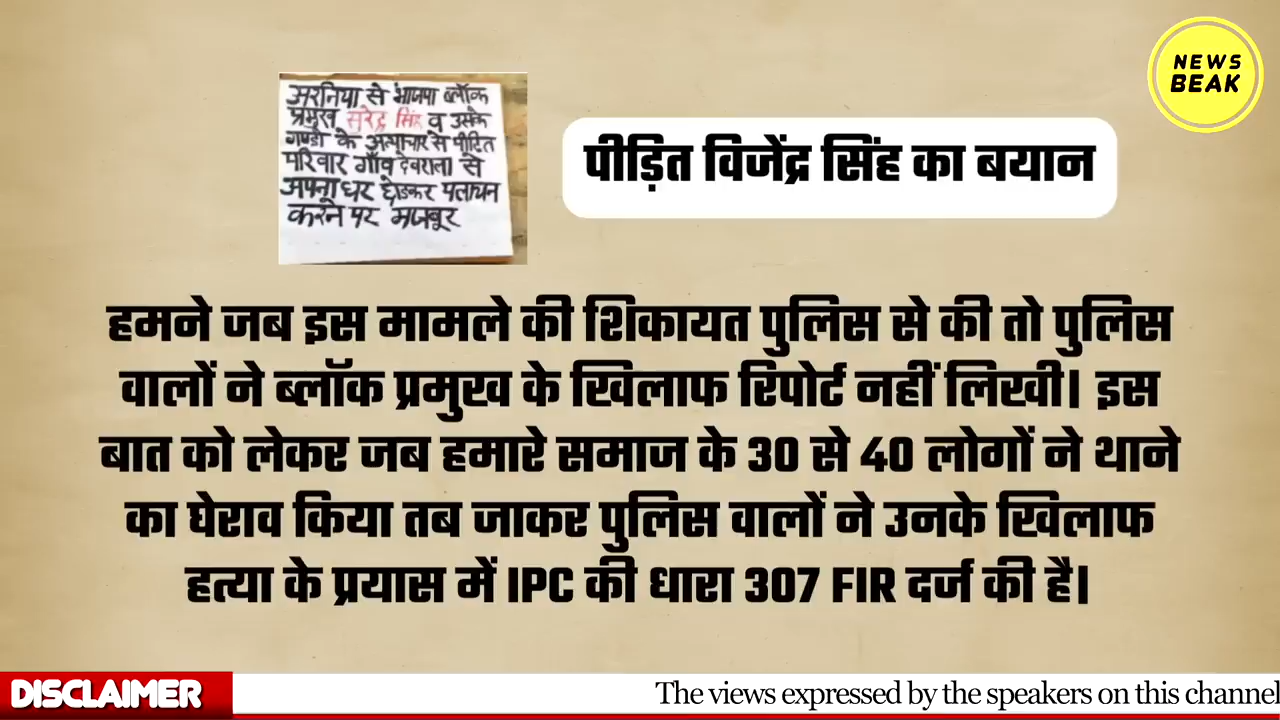 NEWS
BEAK
अरनिया से भाजपा ब्लॉक
प्रमुख सुरेंद्र सिंह व उसके
गुण्डों के अत्याचार से पीड़ित
परिवार गाँव देवराला से
अपना घर छोडकर पलायन
करने पर मजबूर
पीड़ित विजेंद्र सिंह का बयान
हमने जब इस मामले की शिकायत पुलिस से की तो पुलिस
वालों ने ब्लॉक प्रमुख के खिलाफ रिपोर्ट नहीं लिखी। इस
बात को लेकर जब हमारे समाज के 30 से 40 लोगों ने थाने
का घेराव किया तब जाकर पुलिस वालों ने उनके खिलाफ
हत्या के प्रयास में IPC की धारा 307 FIR दर्ज की है।
DISCLAIMER
The views expressed by the speakers on this channel